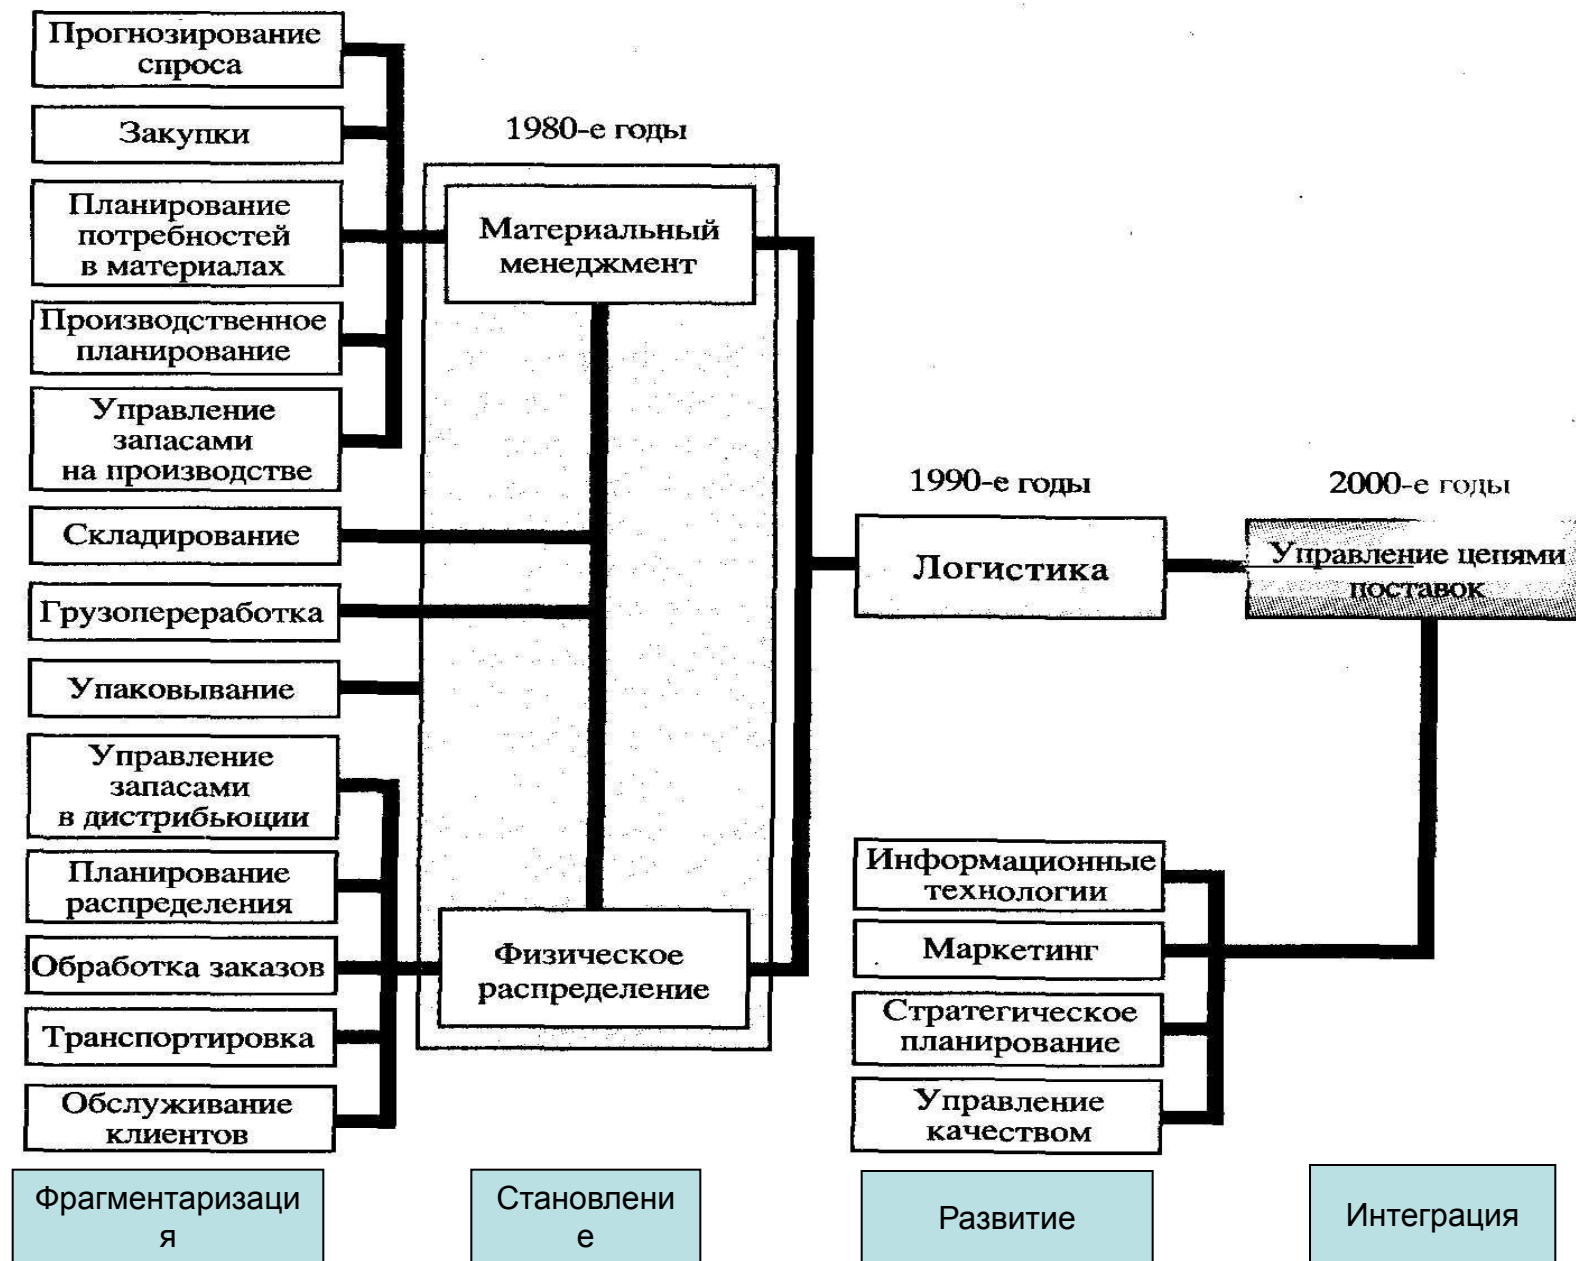 Прогнозирование
спроса
Закупки
Планирование
потребностей
в материалах
Производственное
планирование
Управление
запасами
на производстве
Складирование
Грузопереработка
Упаковывание
Управление
запасами
в дистрибьюции
Планирование
распределения
Обработка заказов
Транспортировка
Обслуживание
клиентов
1980-е годы
Материальный
менеджмент
Физическое
распределение
1990-е годы
Логистика
2000-е годы
Управление цепями
поставок
Информационные
технологии
Маркетинг
Стратегическое
планирование
Управление
качеством
Фрагментаризаци
я
Становлени
е
Развитие
Интеграция